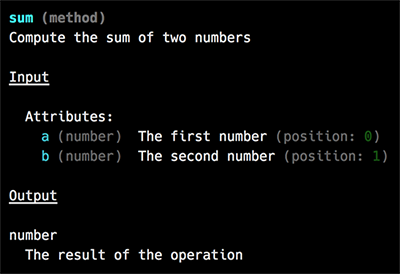 sum (method)
Compute the sum of two numbers
Input
Attributes:
a (number) The first number (position: 0)
b (number) The second number (position: 1)
Output
number
The result of the operation